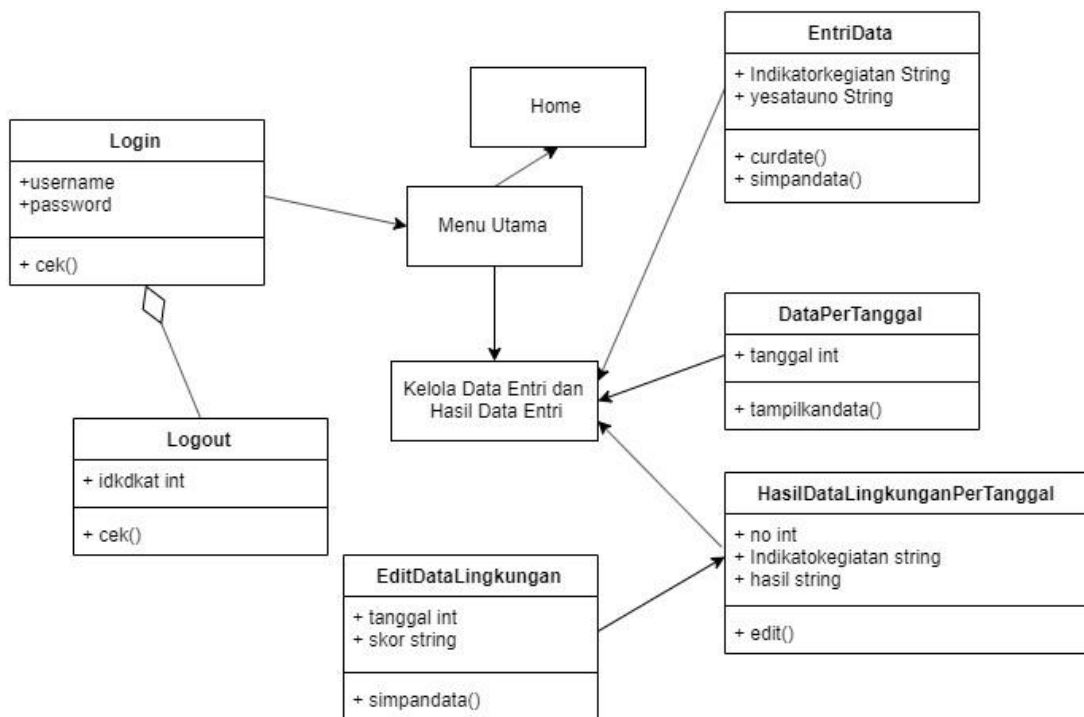 Login
+username
+password
+ cek()
Logout
+ idkdkat int
+ cek()
Home
Menu Utama
Kelola Data Entri dan
Hasil Data Entri
EntriData
+ Indikatorkegiatan String
+ yesatauno String
+ curdate()
+ simpandata()
DataPerTanggal
+ tanggal int
+ tampilkandata()
HasilDataLingkunganPerTanggal
+ no int
+ Indikatokegiatan string
+ hasil string
+ edit()
EditDataLingkungan
+ tanggal int
+ skor string
+ simpandata()